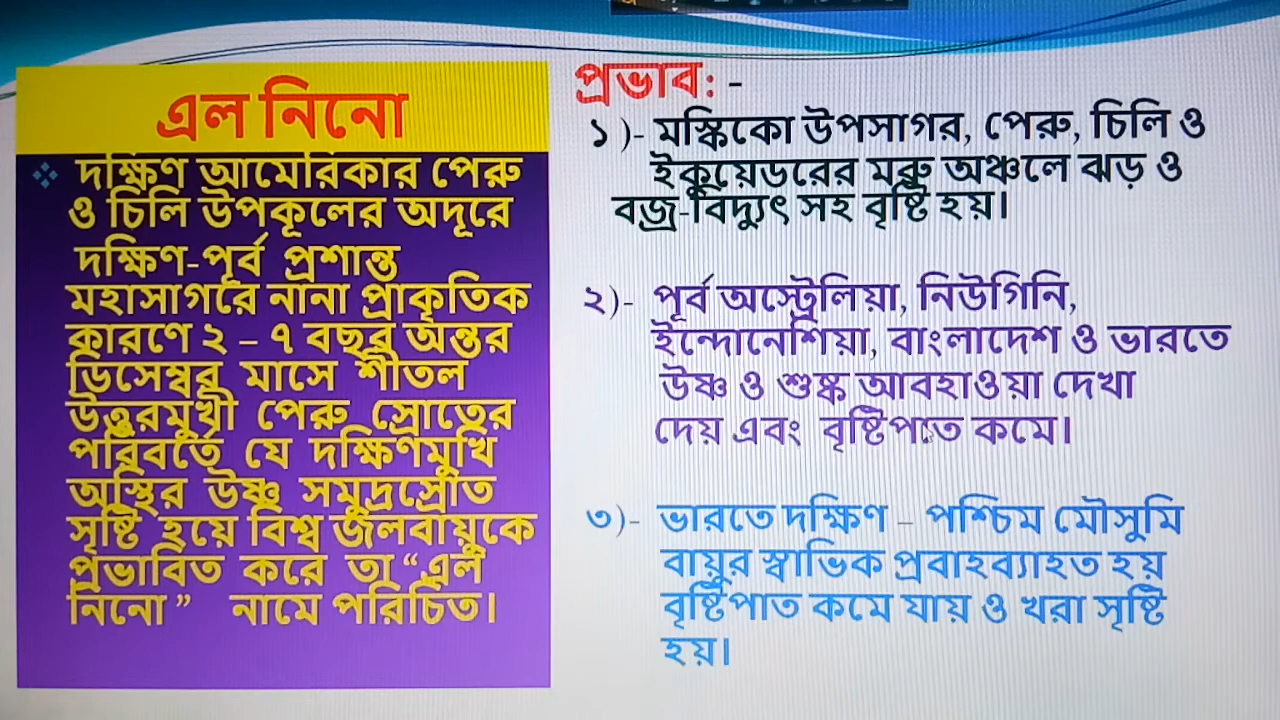 এল নিনো
❖ দক্ষিণ আমেরিকার পেরু
ও চিলি উপকূলের অদূরে
দক্ষিণ-পূর্ব প্রশান্ত
মহাসাগরে নানা প্রাকৃতিক
কারণে ২ – ৭ বছর অন্তর
ডিসেম্বর মাসে শীতল
উত্তরমুখী পেরু স্রোতের
পরিবর্তে যে দক্ষিণমুখি
অস্থির উষ্ণ সমুদ্রস্রোত
সৃষ্টি হয়ে বিশ্ব জলবায়ুকে
প্রভাবিত করে তা “এল
নিনো ” নামে পরিচিত।
প্রভাব: -
১ )- মস্কিকো উপসাগর, পেরু, চিলি ও
ইকুয়েডরের মরু অঞ্চলে ঝড় ও
বজ্র-বিদ্যুৎ সহ বৃষ্টি হয়।
২)- পূর্ব অস্ট্রেলিয়া, নিউগিনি,
ইন্দোনেশিয়া, বাংলাদেশ ও ভারতে
উষ্ণ ও শুষ্ক আবহাওয়া দেখা
দেয় এবং বৃষ্টিপাত কমে।
৩)- ভারতে দক্ষিণ – পশ্চিম মৌসুমি
বায়ুর স্বাভিক প্রবাহব্যাহত হয়
বৃষ্টিপাত কমে যায় ও খরা সৃষ্টি
হয়।